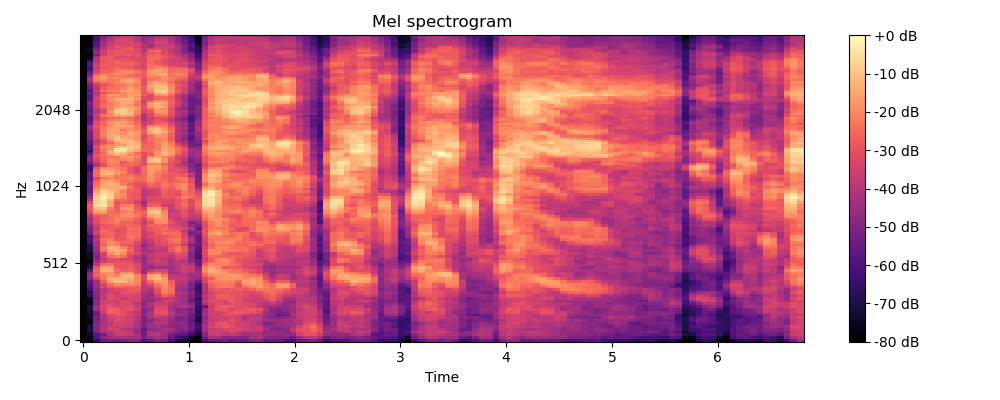 Mel spectrogram
Hz
2048
1024
512
0
0 1 2 3 4 5 6
Time
+0 dB
-10 dB
-20 dB
-30 dB
-40 dB
-50 dB
-60 dB
-70 dB
-80 dB